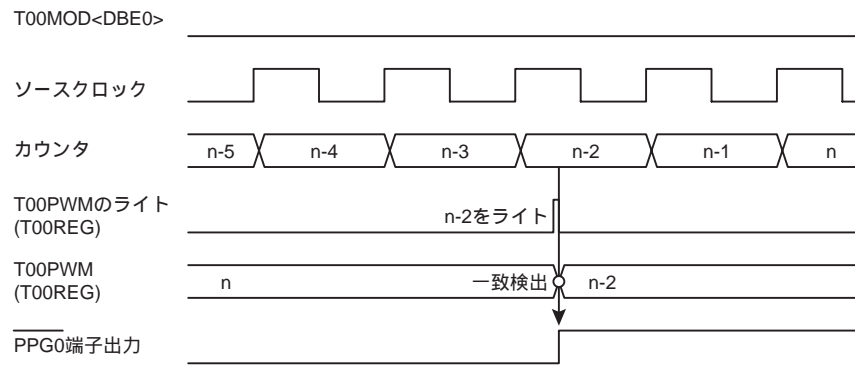 T00MOD<DBE0>
ソースクロック
カウンタ n-5 n-4 n-3 n-2 n-1 n
T00PWMのライト
(T00REG)
n-2をライト
T00PWM
(T00REG)
n 一致検出 n-2
PPG0端子出力